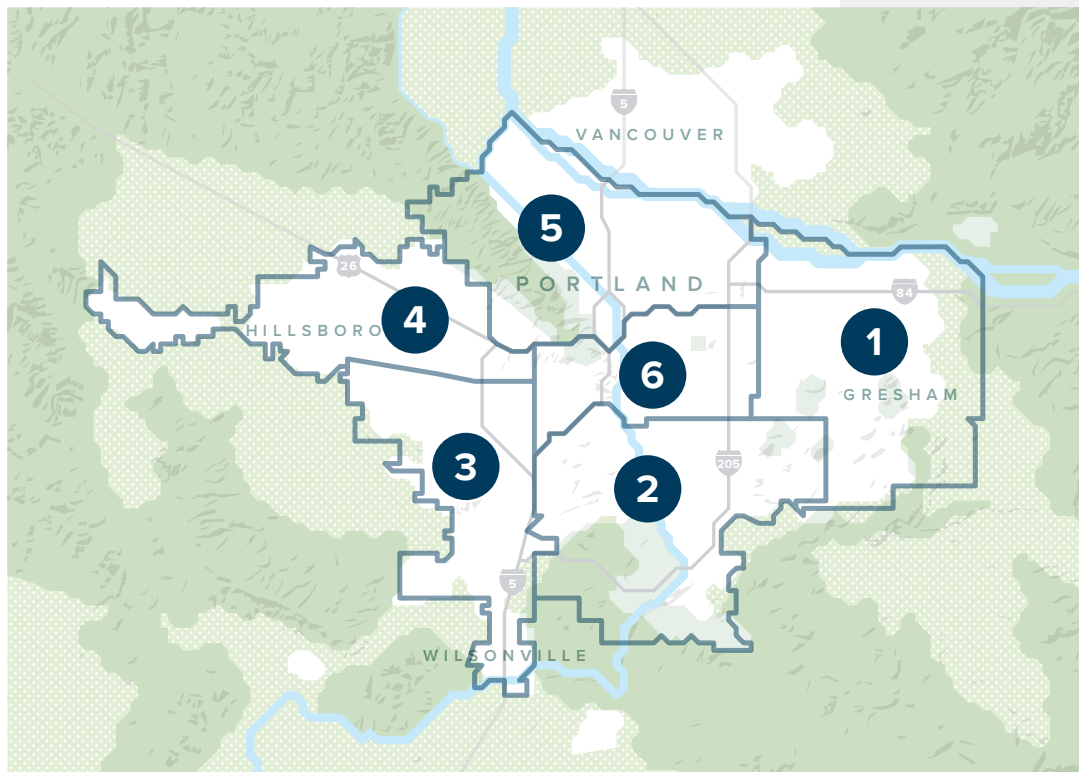 5
VANCOUVER
5
PORTLAND
26
84
4
HILLSBORO
1
6
GRESHAM
3
205
2
5
WILSONVILLE